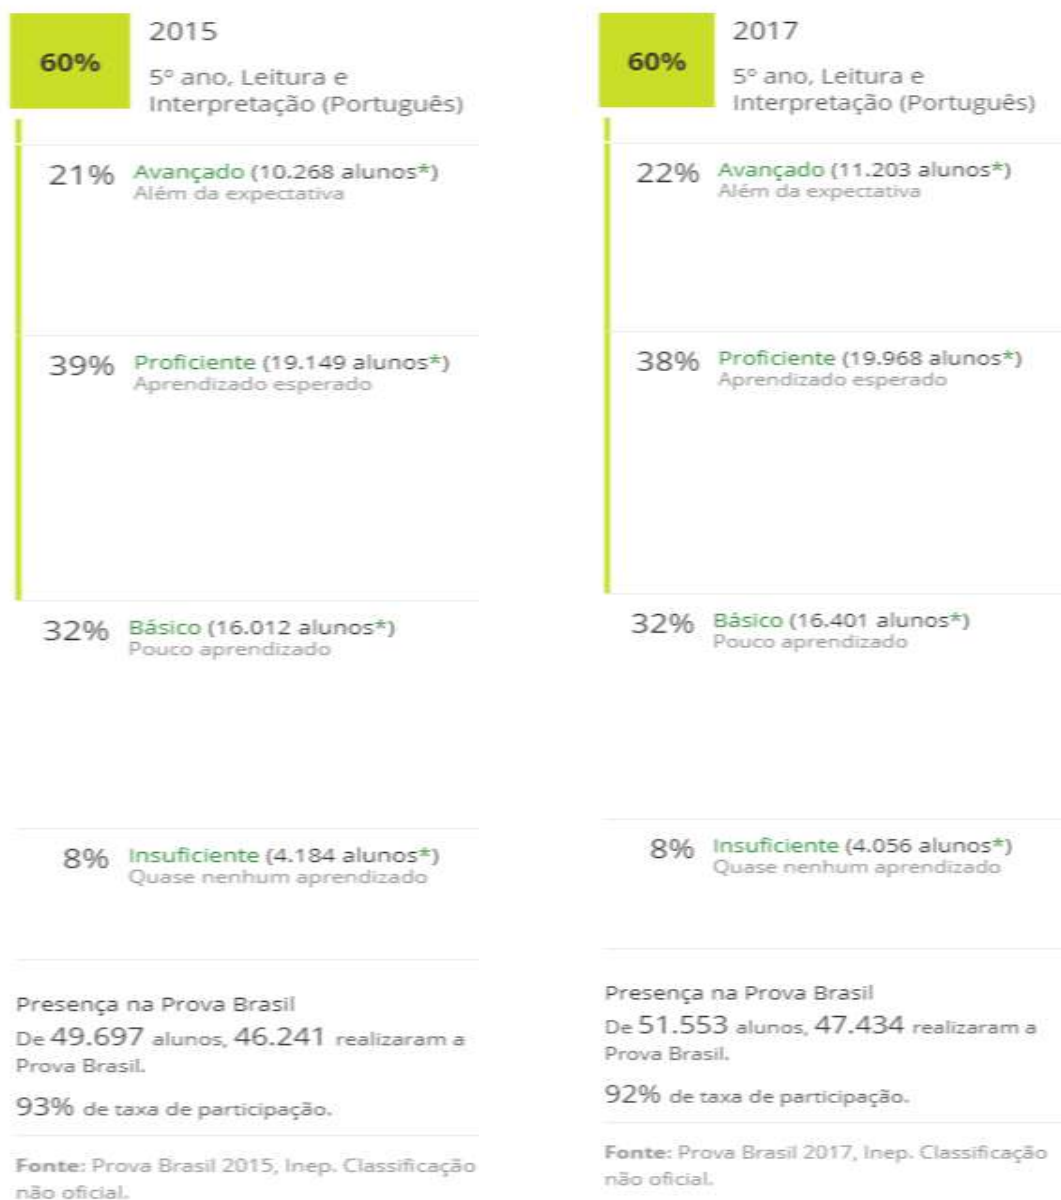 60%
2015
5º ano, Leitura e
Interpretação (Português)
21% Avançado (10.268 alunos*)
Além da expectativa
39% Proficiente (19.149 alunos*)
Aprendizado esperado
32% Básico (16.012 alunos*)
Pouco aprendizado
8% Insuficiente (4.184 alunos*)
Quase nenhum aprendizado
Presença na Prova Brasil
De 49.697 alunos, 46.241 realizaram a
Prova Brasil.
93% de taxa de participação.
Fonte: Prova Brasil 2015, Inep. Classificação
não oficial.
60%
2017
5º ano, Leitura e
Interpretação (Português)
22% Avançado (11.203 alunos*)
Além da expectativa
38% Proficiente (19.968 alunos*)
Aprendizado esperado
32% Básico (16.401 alunos*)
Pouco aprendizado
8% Insuficiente (4.056 alunos*)
Quase nenhum aprendizado
Presença na Prova Brasil
De 51.553 alunos, 47.434 realizaram a
Prova Brasil.
92% de taxa de participação.
Fonte: Prova Brasil 2017, Inep. Classificação
não oficial.